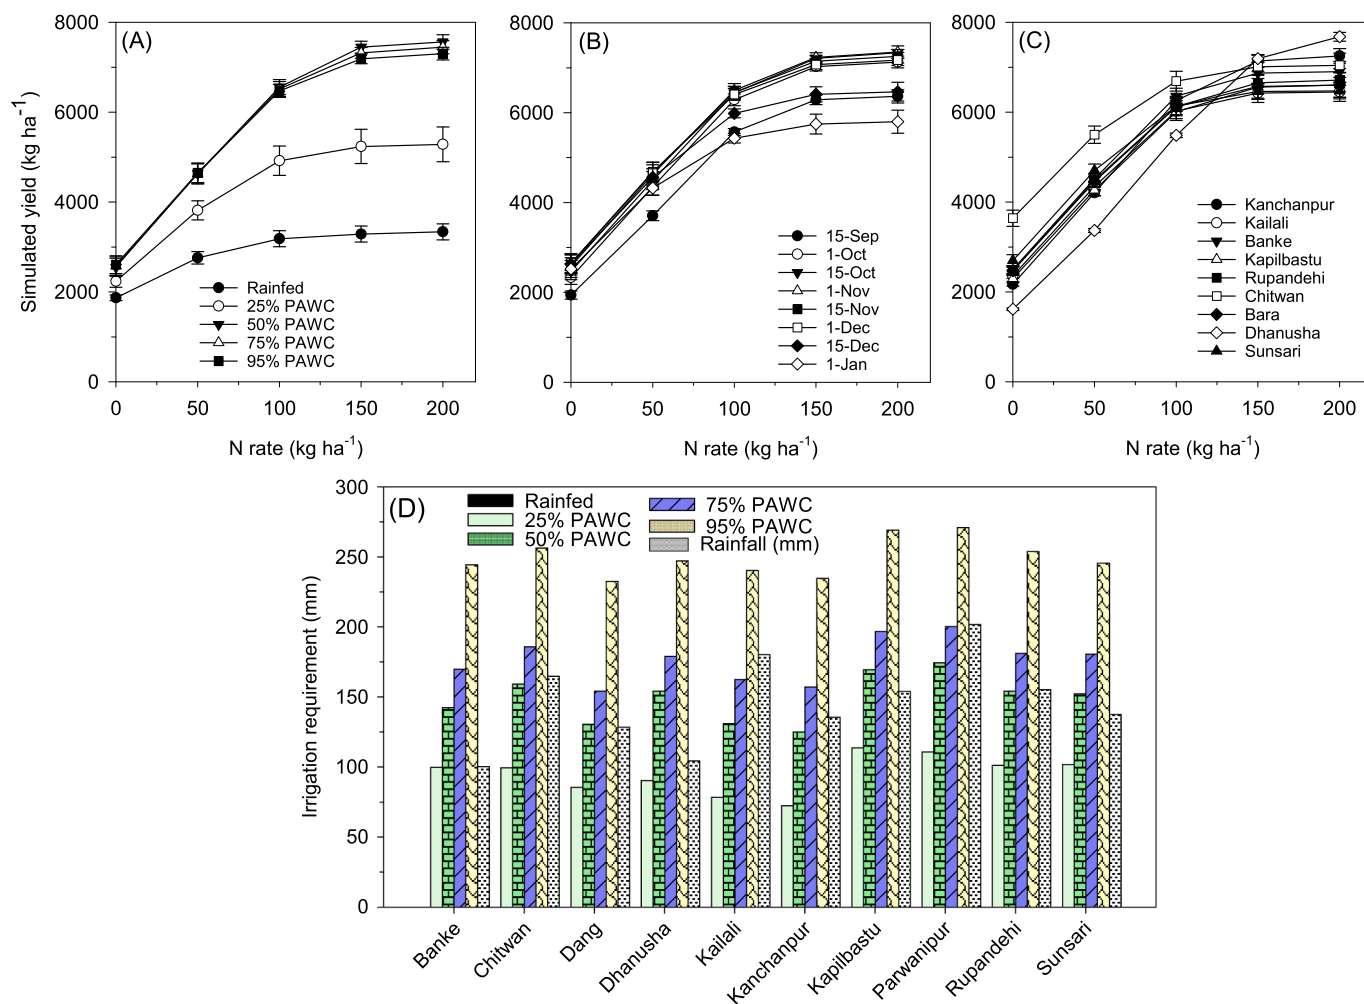 (A)
8000
6000
4000
2000
0
Simulated yield (kg ha-1)
0 50 100 150 200
N rate (kg ha-1)
Rainfed
25% PAWC
50% PAWC
75% PAWC
95% PAWC
(B)
8000
6000
4000
2000
0
0 50 100 150 200
N rate (kg ha-1)
15-Sep
1-Oct
15-Oct
1-Nov
15-Nov
1-Dec
15-Dec
1-Jan
(C)
8000
6000
4000
2000
0
0 50 100 150 200
N rate (kg ha-1)
Kanchanpur
Kailali
Banke
Kapilbastu
Rupandehi
Chitwan
Bara
Dhanusha
Sunsari
(D)
300
250
200
150
100
50
0
Irrigation requirement (mm)
Rainfed
25% PAWC
50% PAWC
75% PAWC
95% PAWC
Rainfall (mm)
Banke
Chitwan
Dang
Dhanusha
Kailali
Kanchanpur
Kapilbastu
Parwanipur
Rupandehi
Sunsari